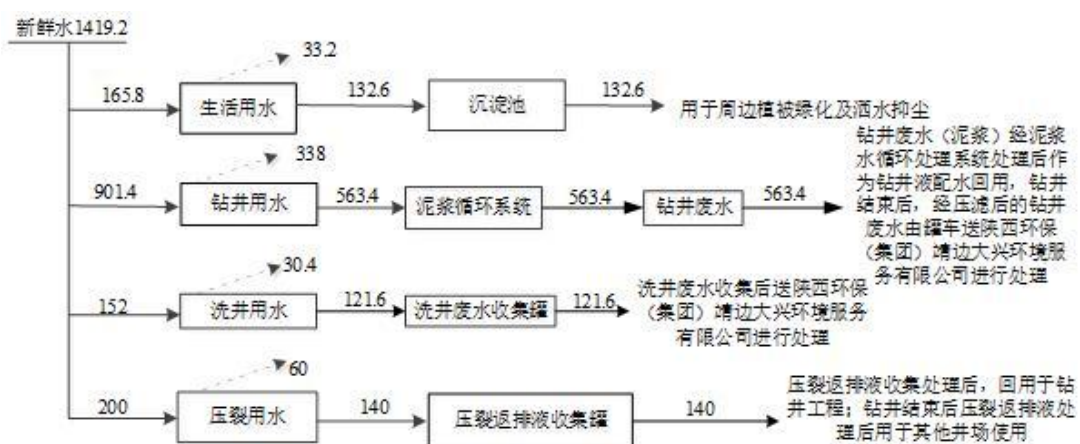 新鲜水1419.2
33.2
165.8
生活用水
132.6
沉淀池
132.6
用于周边植被绿化及洒水抑尘
338
901.4
钻井用水
563.4
泥浆循环系统
563.4
钻井废水
563.4
钻井废水（泥浆）经泥浆
水循环处理系统处理后作
为钻井液配水回用，钻井
结束后，经压滤后的钻井
废水由罐车送陕西环保
（集团）靖边大兴环境服
务有限公司进行处理
30.4
152
洗井用水
121.6
洗井废水收集罐
121.6
洗井废水收集后送陕西环保
（集团）靖边大兴环境服务
有限公司进行处理
60
200
压裂用水
140
压裂返排液收集罐
140
压裂返排液收集处理后，回用于钻
井工程；钻井结束后压裂返排液处
理后用于其他井场使用